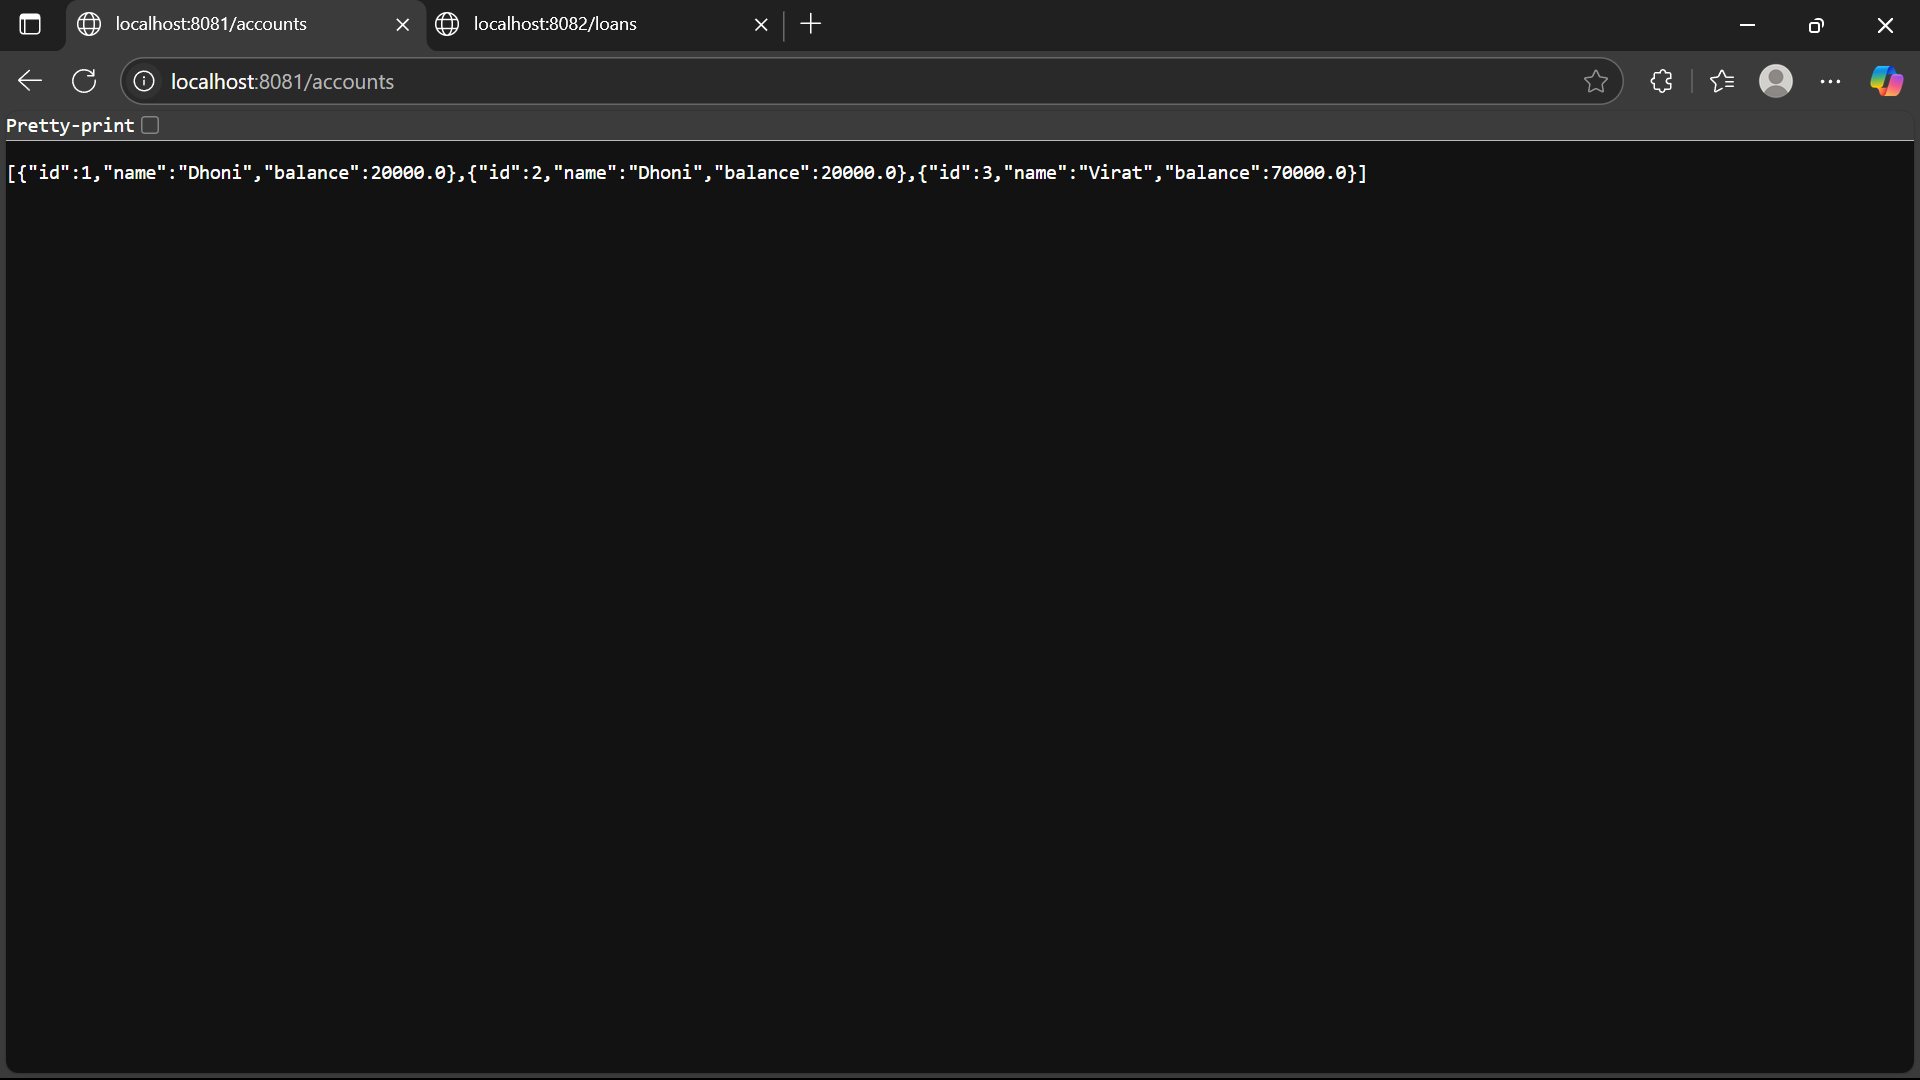 localhost:8081/accounts
localhost:8082/loans
localhost:8081/accounts
Pretty-print
[{"id":1,"name":"Dhoni","balance":20000.0},{"id":2,"name":"Dhoni","balance":20000.0},{"id":3,"name":"Virat","balance":70000.0}]